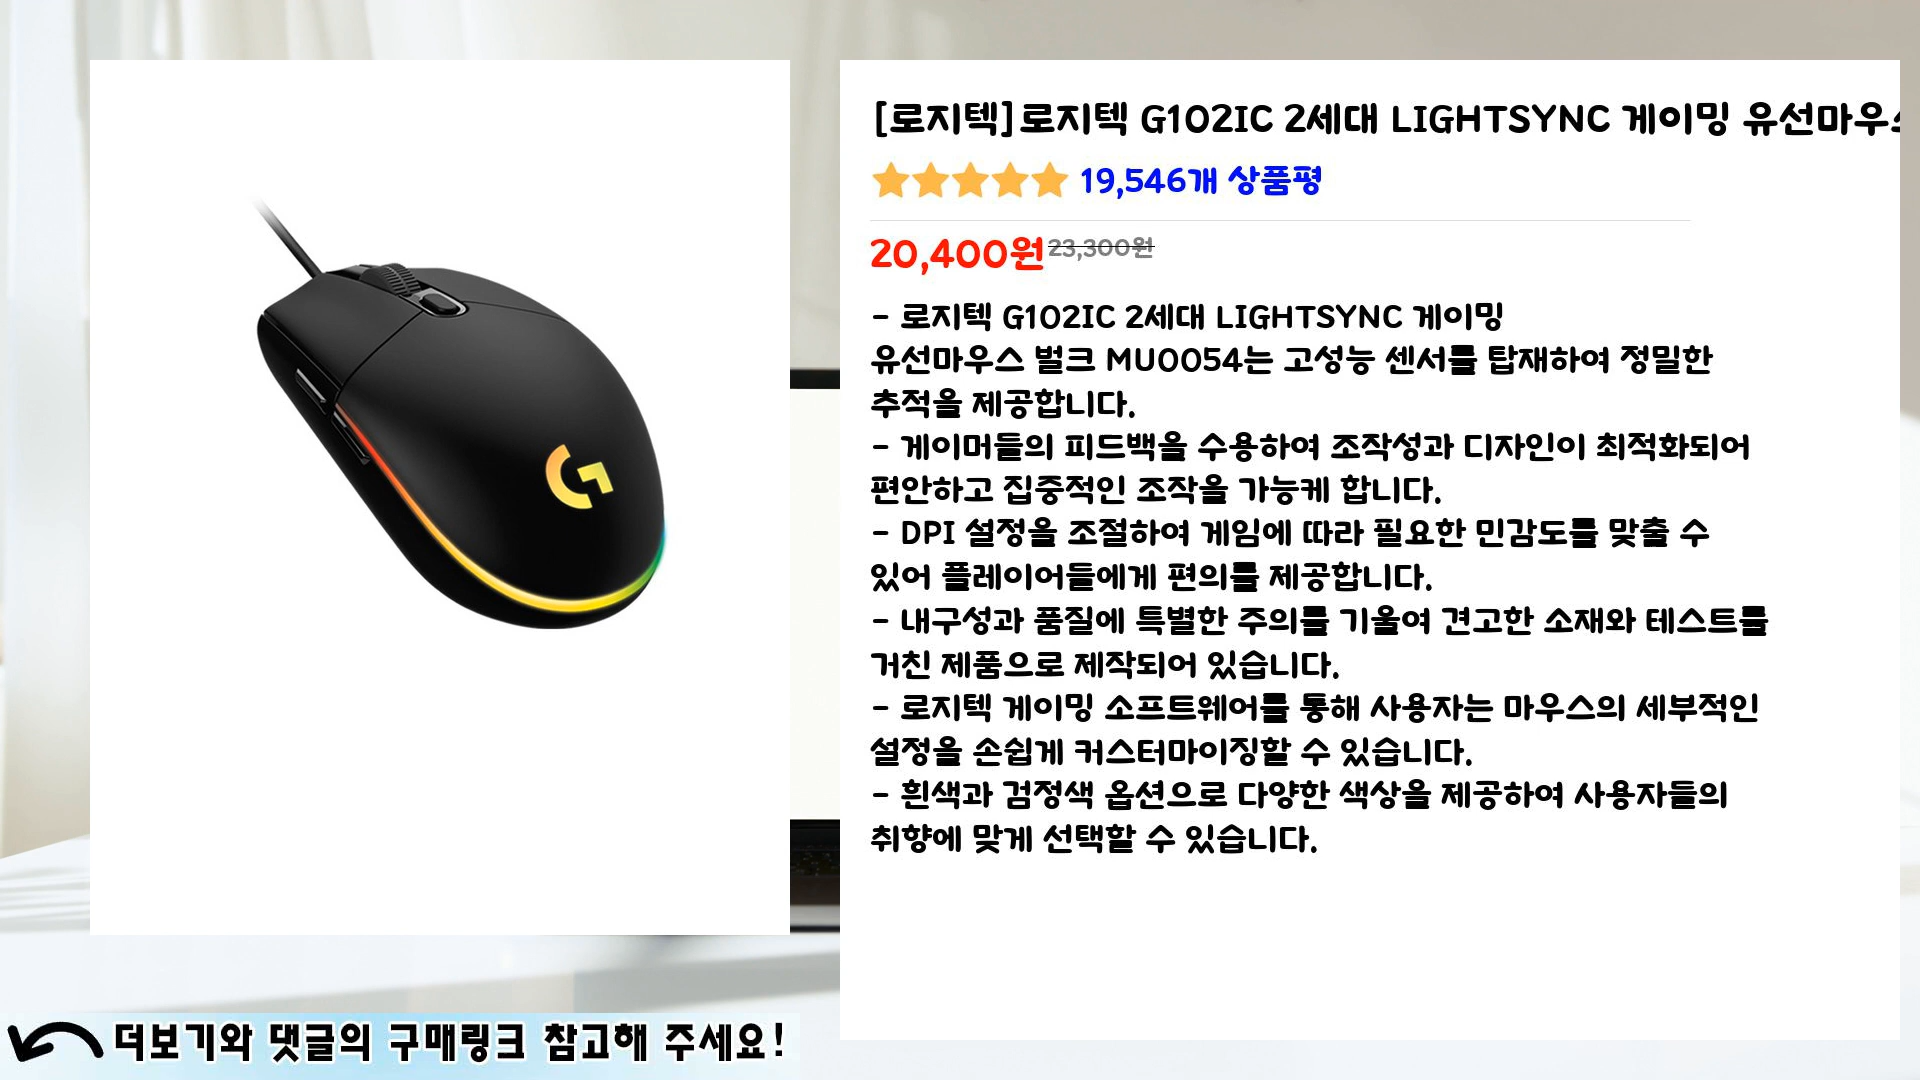 [로지텍]로지텍 G102IC 2세대 LIGHTSYNC 게이밍 유선마우스
19,546개 상품평
20,400원 23,300원
- 로지텍 G102IC 2세대 LIGHTSYNC 게이밍
유선마우스 벌크 MU0054는 고성능 센서를 탑재하여 정밀한
추적을 제공합니다.
- 게이머들의 피드백을 수용하여 조작성과 디자인이 최적화되어
편안하고 집중적인 조작을 가능케 합니다.
- DPI 설정을 조절하여 게임에 따라 필요한 민감도를 맞출 수
있어 플레이어들에게 편의를 제공합니다.
- 내구성과 품질에 특별한 주의를 기울여 견고한 소재와 테스트를
거친 제품으로 제작되어 있습니다.
- 로지텍 게이밍 소프트웨어를 통해 사용자는 마우스의 세부적인
설정을 손쉽게 커스터마이징할 수 있습니다.
- 흰색과 검정색 옵션으로 다양한 색상을 제공하여 사용자들의
취향에 맞게 선택할 수 있습니다.
더보기와 댓글의 구매링크 참고해 주세요!